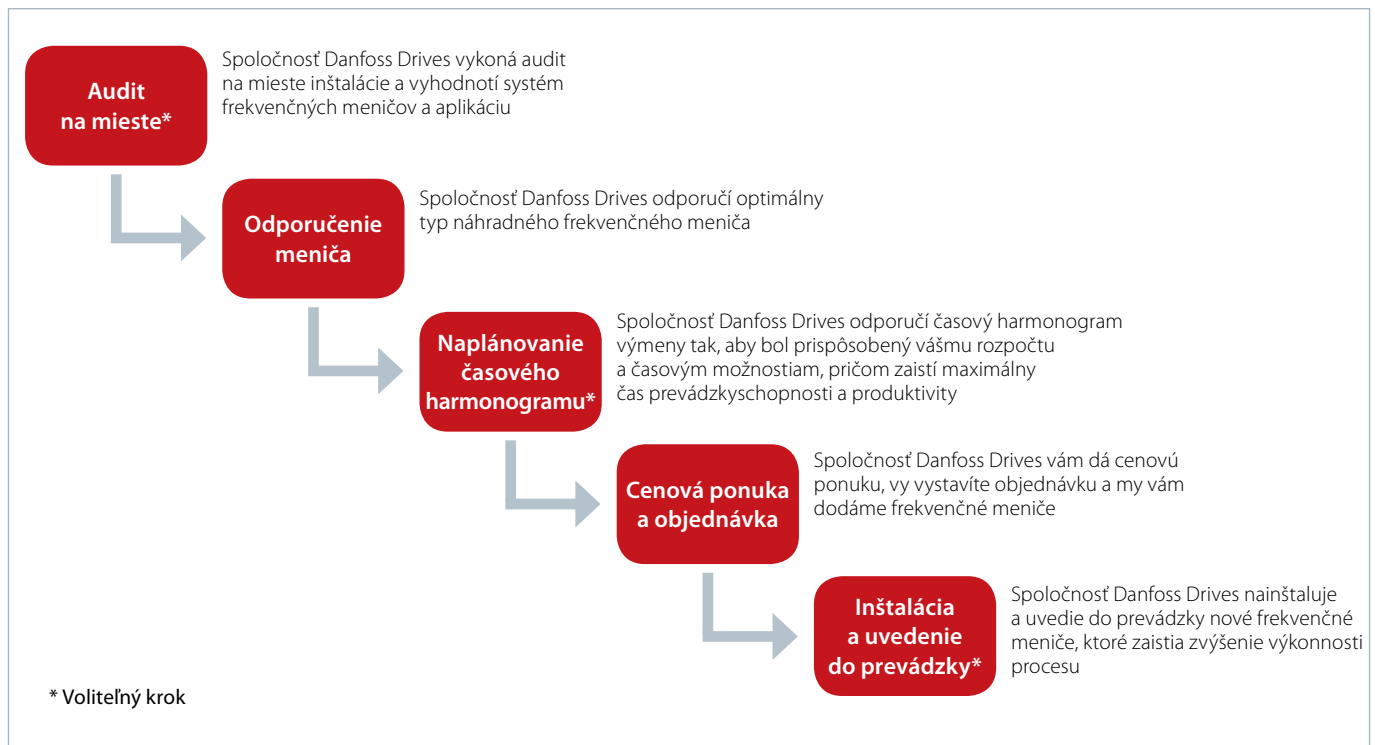 Audit
na mieste*
Spoločnosť Danfoss Drives vykoná audit
na mieste inštalácie a vyhodnotí systém
frekvenčných meničov a aplikáciu
Odporučenie
meniča
Spoločnosť Danfoss Drives odporučí optimálny
typ náhradného frekvenčného meniča
Naplánovanie
časového
harmonogramu*
Spoločnosť Danfoss Drives odporučí časový harmonogram
výmeny tak, aby bol prispôsobený vášmu rozpočtu
a časovým možnostiam, pričom zaistí maximálny
čas prevádzkyschopnosti a produktivity
Cenová ponuka
a objednávka
Spoločnosť Danfoss Drives vám dá cenovú
ponuku, vy vystavíte objednávku a my vám
dodáme frekvenčné meniče
Inštalácia
a uvedenie
do prevádzky*
Spoločnosť Danfoss Drives nainštaluje
a uvedie do prevádzky nové frekvenčné
meniče, ktoré zaistia zvýšenie výkonnosti
procesu
* Voliteľný krok